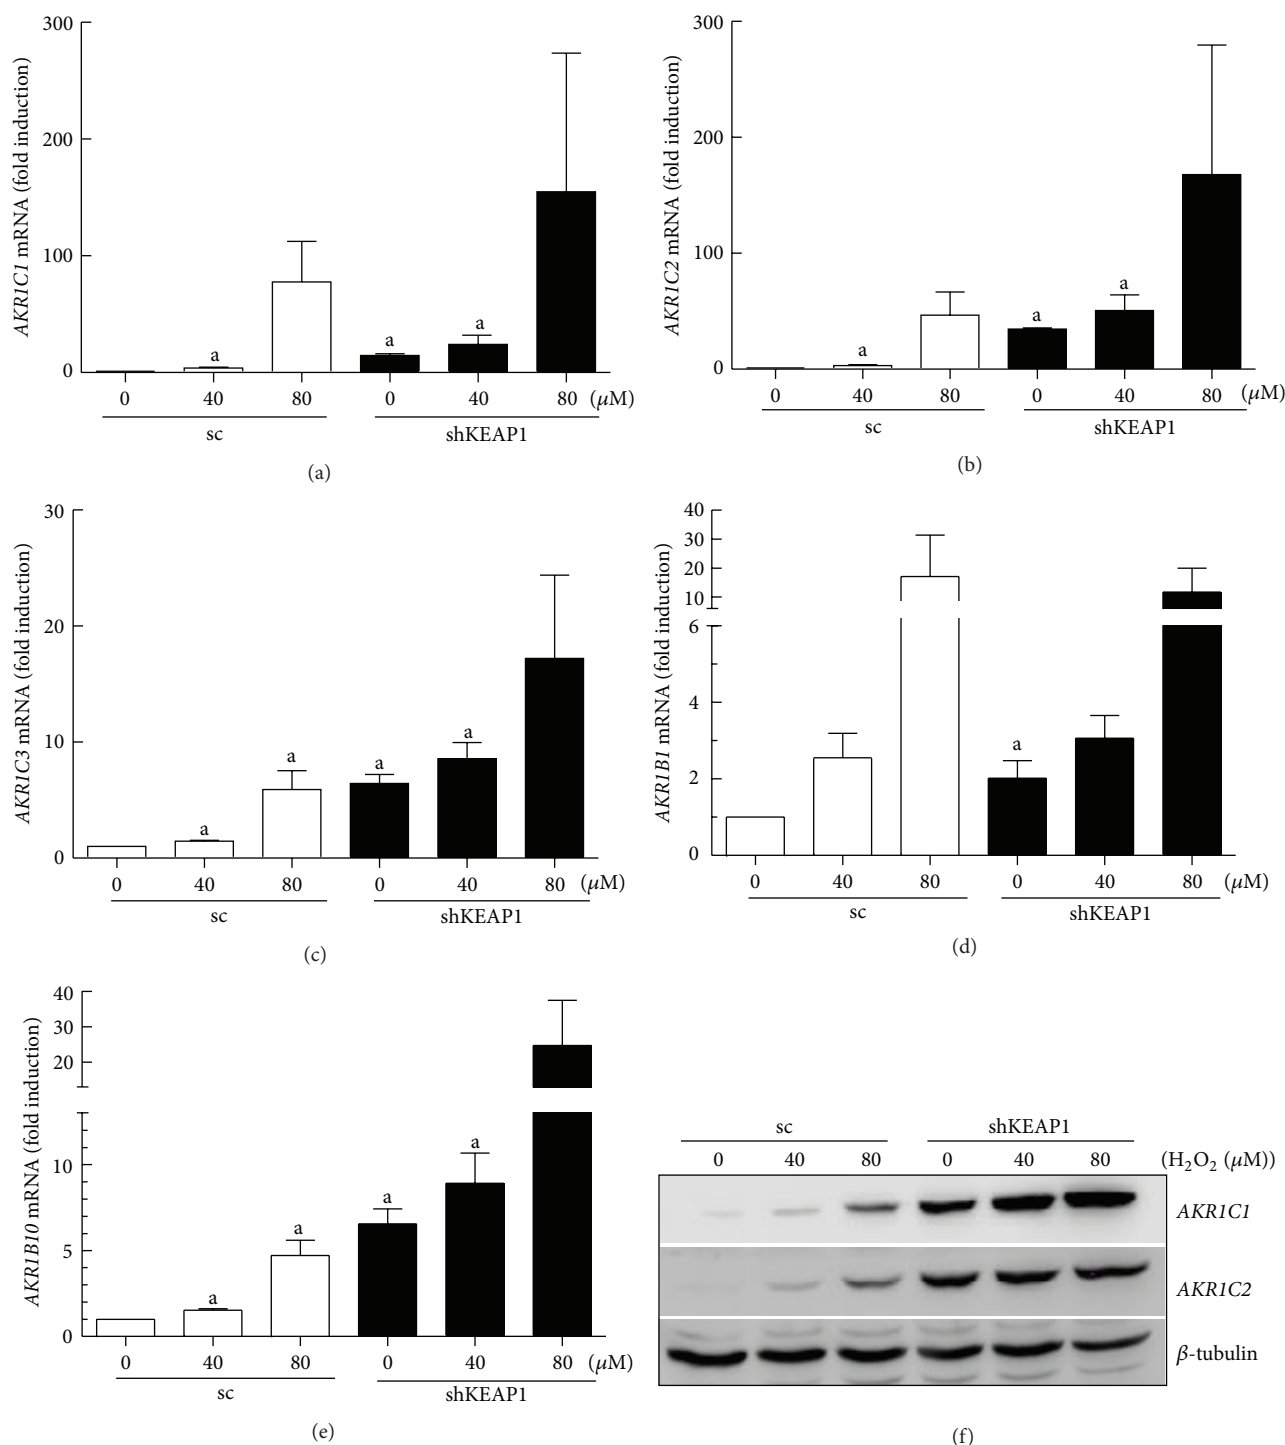 300
200
100
0
AKR1C1 mRNA (fold induction)
a
a
a
0 40 80 0 40 80 (μM)
sc shKEAP1
(a)
300
200
100
0
AKR1C2 mRNA (fold induction)
a
a
a
0 40 80 0 40 80 (μM)
sc shKEAP1
(b)
30
20
10
0
AKR1C3 mRNA (fold induction)
a
a
a
a
0 40 80 0 40 80 (μM)
sc shKEAP1
(c)
40
30
20
10
6
4
2
0
AKR1B1 mRNA (fold induction)
a
0 40 80 0 40 80 (μM)
sc shKEAP1
(d)
40
30
20
10
5
0
AKR1B10 mRNA (fold induction)
a
a
a
a
0 40 80 0 40 80 (μM)
sc shKEAP1
(e)
sc shKEAP1
0 40 80 0 40 80 (H₂O₂ (μM))
AKR1C1
AKR1C2
β-tubulin
(f)